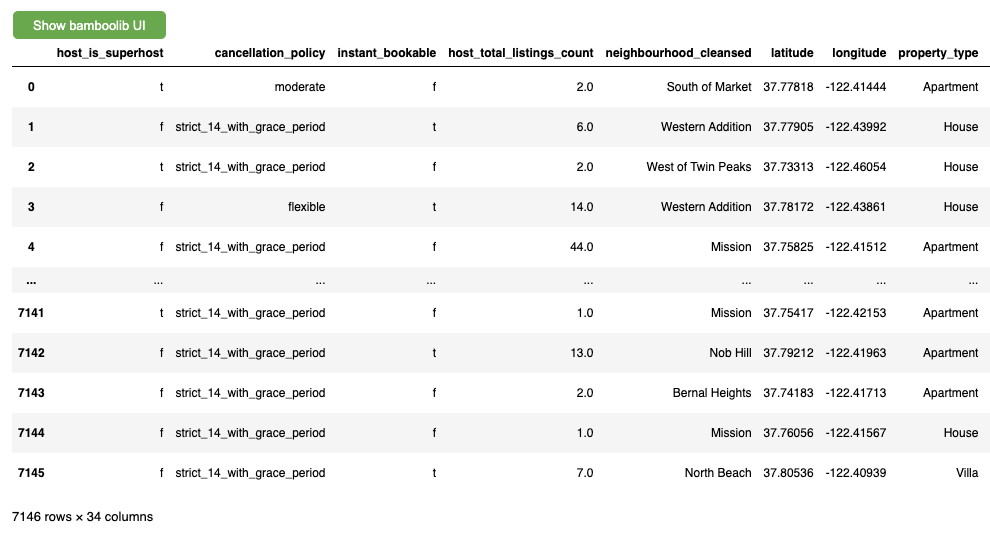 Show bamboolib UI
host_is_superhost cancellation_policy instant_bookable host_total_listings_count neighbourhood_cleansed latitude longitude property_type
0 t moderate f 2.0 South of Market 37.77818 -122.41444 Apartment
1 f strict_14_with_grace_period t 6.0 Western Addition 37.77905 -122.43992 House
2 t strict_14_with_grace_period f 2.0 West of Twin Peaks 37.73313 -122.46054 House
3 f flexible t 14.0 Western Addition 37.78172 -122.43861 House
4 f strict_14_with_grace_period f 44.0 Mission 37.75825 -122.41512 Apartment
... ... ... ... ... ... ... ... ...
7141 t strict_14_with_grace_period f 1.0 Mission 37.75417 -122.42153 Apartment
7142 f strict_14_with_grace_period t 13.0 Nob Hill 37.79212 -122.41963 Apartment
7143 f strict_14_with_grace_period f 2.0 Bernal Heights 37.74183 -122.41713 Apartment
7144 f strict_14_with_grace_period f 1.0 Mission 37.76056 -122.41567 House
7145 f strict_14_with_grace_period t 7.0 North Beach 37.80536 -122.40939 Villa
7146 rows × 34 columns